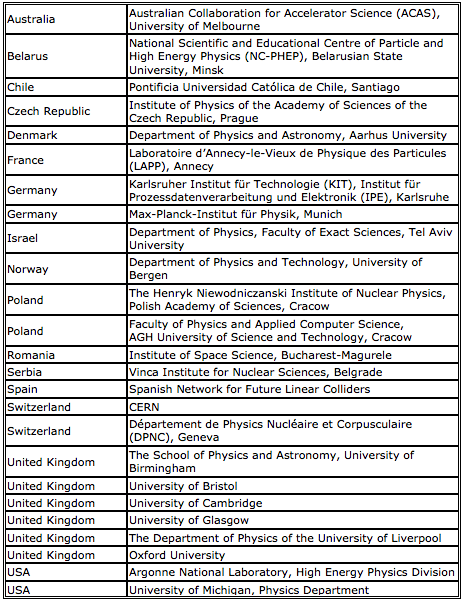 Australia
Australian Collaboration for Accelerator Science (ACAS),
University of Melbourne
Belarus
National Scientific and Educational Centre of Particle and
High Energy Physics (NC-PHEP), Belarusian State
University, Minsk
Chile
Pontificia Universidad Católica de Chile, Santiago
Czech Republic
Institute of Physics of the Academy of Sciences of the
Czech Republic, Prague
Denmark
Department of Physics and Astronomy, Aarhus University
France
Laboratoire d'Annecy-le-Vieux de Physique des Particules
(LAPP), Annecy
Germany
Karlsruher Institut für Technologie (KIT), Institut für
Prozessdatenverarbeitung und Elektronik (IPE), Karlsruhe
Germany
Max-Planck-Institut für Physik, Munich
Israel
Department of Physics, Faculty of Exact Sciences, Tel Aviv
University
Norway
Department of Physics and Technology, University of
Bergen
Poland
The Henryk Niewodniczanski Institute of Nuclear Physics,
Polish Academy of Sciences, Cracow
Poland
Faculty of Physics and Applied Computer Science,
AGH University of Science and Technology, Cracow
Romania
Institute of Space Science, Bucharest-Magurele
Serbia
Vinca Institute for Nuclear Sciences, Belgrade
Spain
Spanish Network for Future Linear Colliders
Switzerland
CERN
Switzerland
Département de Physics Nucléaire et Corpusculaire
(DPNC), Geneva
United Kingdom
The School of Physics and Astronomy, University of
Birmingham
United Kingdom
University of Bristol
United Kingdom
University of Cambridge
United Kingdom
University of Glasgow
United Kingdom
The Department of Physics of the University of Liverpool
United Kingdom
Oxford University
USA
Argonne National Laboratory, High Energy Physics Division
USA
University of Michigan, Physics Department